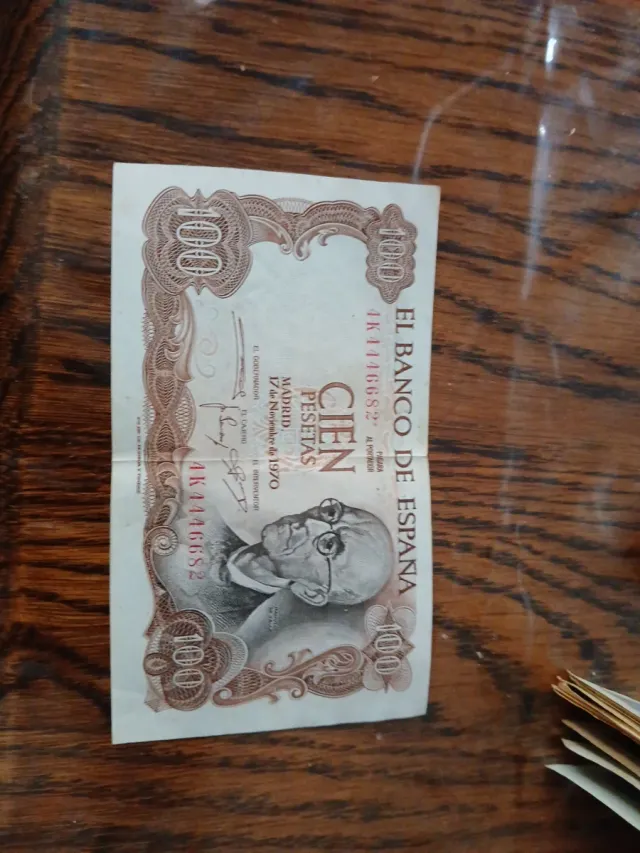 EL BANCO DE ESPAÑA
100
100
PAGARÁ
AL PORTADOR
4K4446682
CIEN
PESETAS
MADRID
17 de Noviembre de 1970
EL GOBERNADOR
EL CAJERO
EL INTERVENTOR
4K4446682
100
100